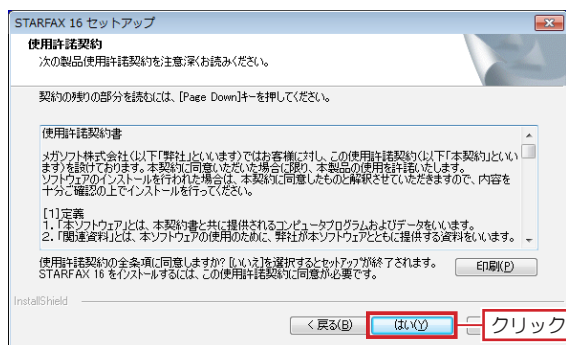 STARFAX 16 セットアップ
使用許諾契約
次の製品使用許諾契約を注意深くお読みください。
契約の残りの部分を読むには、[Page Down]キーを押してください。
使用許諾契約書
メガソフト株式会社(以下「弊社」といいます)ではお客様に対し、この使用許諾契約(以下「本契約」といい
ます)を設けております。本契約に同意いただいた場合に限り、本製品の使用を許諾いたします。
ソフトウェアのインストールを行われた場合は、本契約に同意したものと解釈させていただきますので、内容を
十分ご確認の上でインストールを行ってください。
[1]定義
1.「本ソフトウェア」とは、本契約書と共に提供されるコンピュータプログラムおよびデータをいいます。
2.「関連資料」とは、本ソフトウェアの使用のために、弊社が本ソフトウェアとともに提供する資料をいいます。
使用許諾契約の全条項に同意しますか? [いいえ]を選択するとセットアップが終了されます。
STARFAX 16 をインストールするには、この使用許諾契約に同意が必要です。
印刷(P)
InstallShield
< 戻る(B)
はい(Y)
クリック